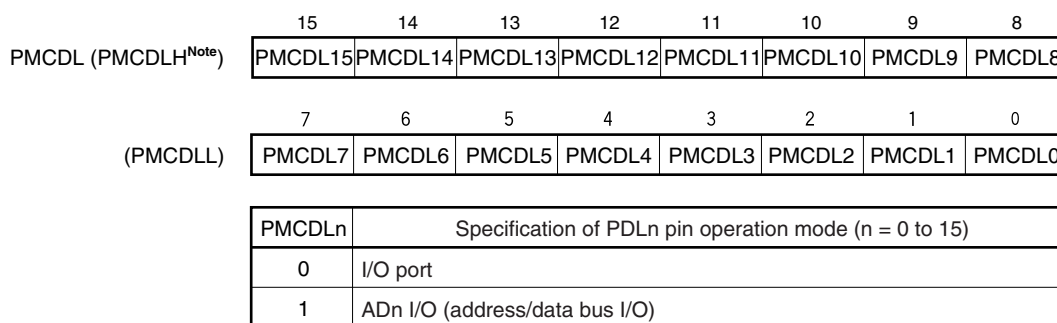 15 14 13 12 11 10 9 8
PMCDL (PMCDLH^Note) PMCDL15 PMCDL14 PMCDL13 PMCDL12 PMCDL11 PMCDL10 PMCDL9 PMCDL8
7 6 5 4 3 2 1 0
(PMCDLL) PMCDL7 PMCDL6 PMCDL5 PMCDL4 PMCDL3 PMCDL2 PMCDL1 PMCDL0
PMCDLn Specification of PDLn pin operation mode (n = 0 to 15)
0 I/O port
1 ADn I/O (address/data bus I/O)